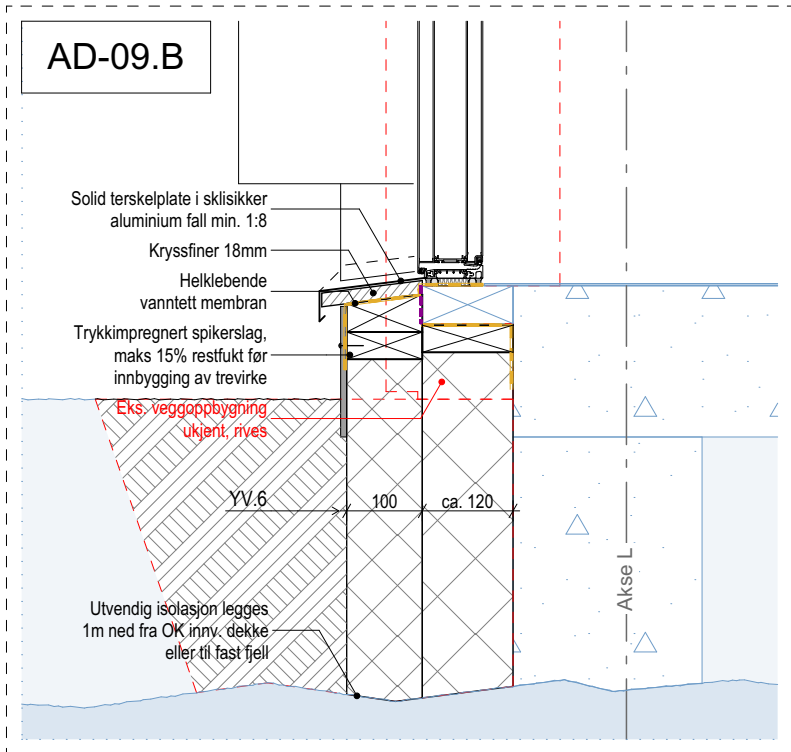 AD-09.B
Solid terskelplate i sklisikker
aluminium fall min. 1:8
Kryssfiner 18mm
Helklebende
vanntett membran
Trykkimpregnert spikerslag,
maks 15% restfukt før
innbygging av trevirke
Eks. veggoppbygning
ukjent, rives
YV.6
100
ca. 120
Akse L
Utvendig isolasjon legges
1m ned fra OK innv. dekke
eller til fast fjell